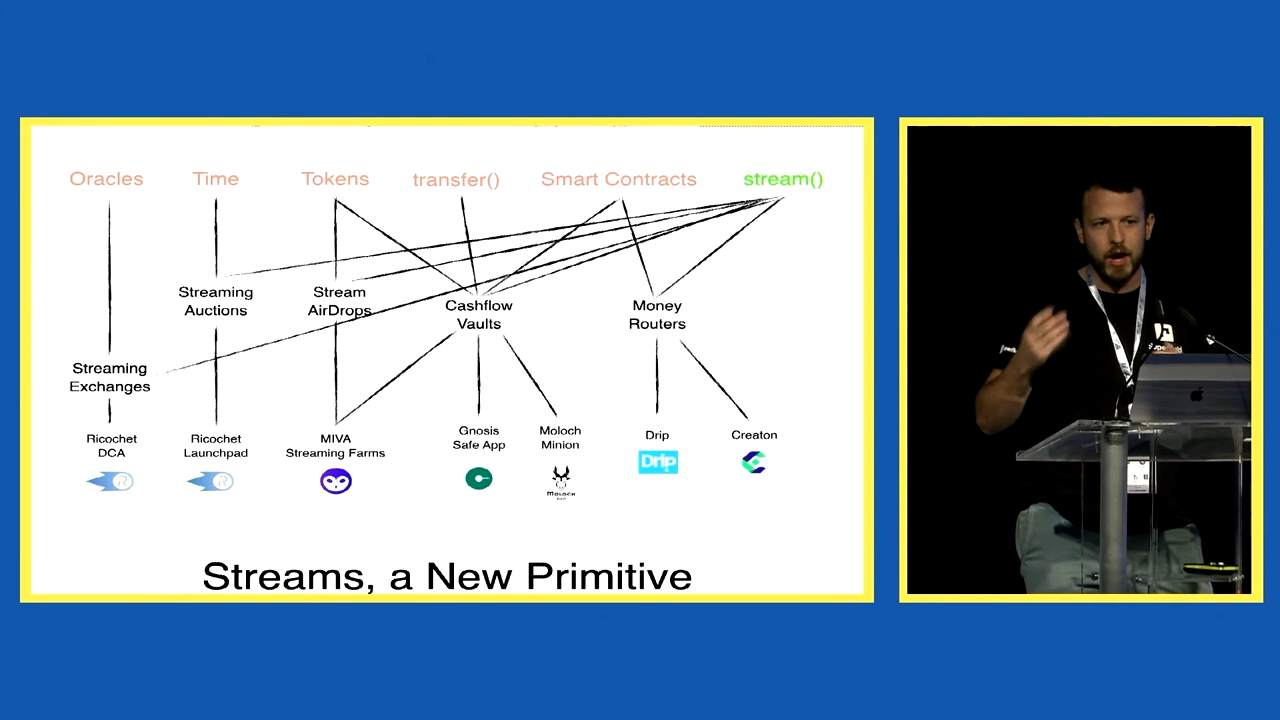 Oracles
Time
Tokens
transfer()
Smart Contracts
stream()
Streaming
Auctions
Stream
AirDrops
Cashflow
Vaults
Money
Routers
Streaming
Exchanges
Ricochet
DCA
Ricochet
Launchpad
MIVA
Streaming Farms
Gnosis
Safe App
Moloch
Minion
Drip
Creaton
R
R
Drip
MOLOCH
Streams, a New Primitive